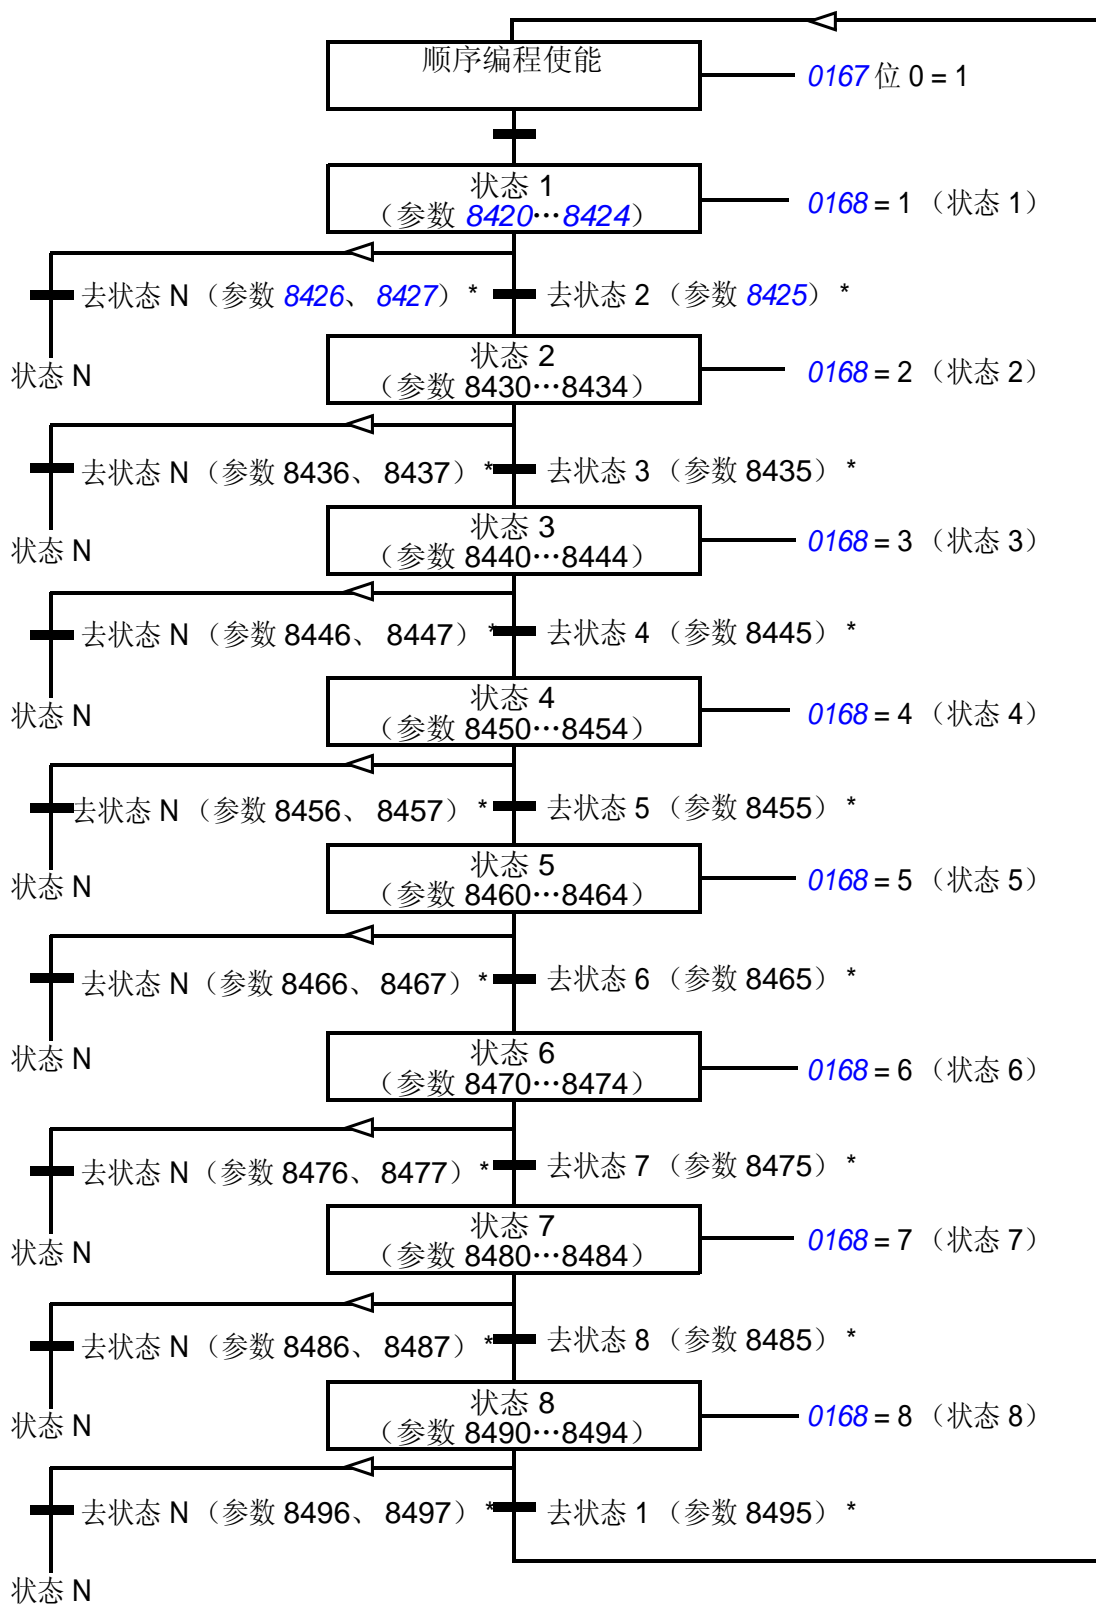 顺序编程使能
0167 位 0 = 1
状态 1
（参数 8420…8424）
0168 = 1 （状态 1）
去状态 N （参数 8426、 8427） *
去状态 2 （参数 8425） *
状态 N
状态 2
（参数 8430…8434）
0168 = 2 （状态 2）
去状态 N （参数 8436、 8437） *
去状态 3 （参数 8435） *
状态 N
状态 3
（参数 8440…8444）
0168 = 3 （状态 3）
去状态 N （参数 8446、 8447） *
去状态 4 （参数 8445） *
状态 N
状态 4
（参数 8450…8454）
0168 = 4 （状态 4）
去状态 N （参数 8456、 8457） *
去状态 5 （参数 8455） *
状态 N
状态 5
（参数 8460…8464）
0168 = 5 （状态 5）
去状态 N （参数 8466、 8467） *
去状态 6 （参数 8465） *
状态 N
状态 6
（参数 8470…8474）
0168 = 6 （状态 6）
去状态 N （参数 8476、 8477） *
去状态 7 （参数 8475） *
状态 N
状态 7
（参数 8480…8484）
0168 = 7 （状态 7）
去状态 N （参数 8486、 8487） *
去状态 8 （参数 8485） *
状态 N
状态 8
（参数 8490…8494）
0168 = 8 （状态 8）
去状态 N （参数 8496、 8497） *
去状态 1 （参数 8495） *
状态 N